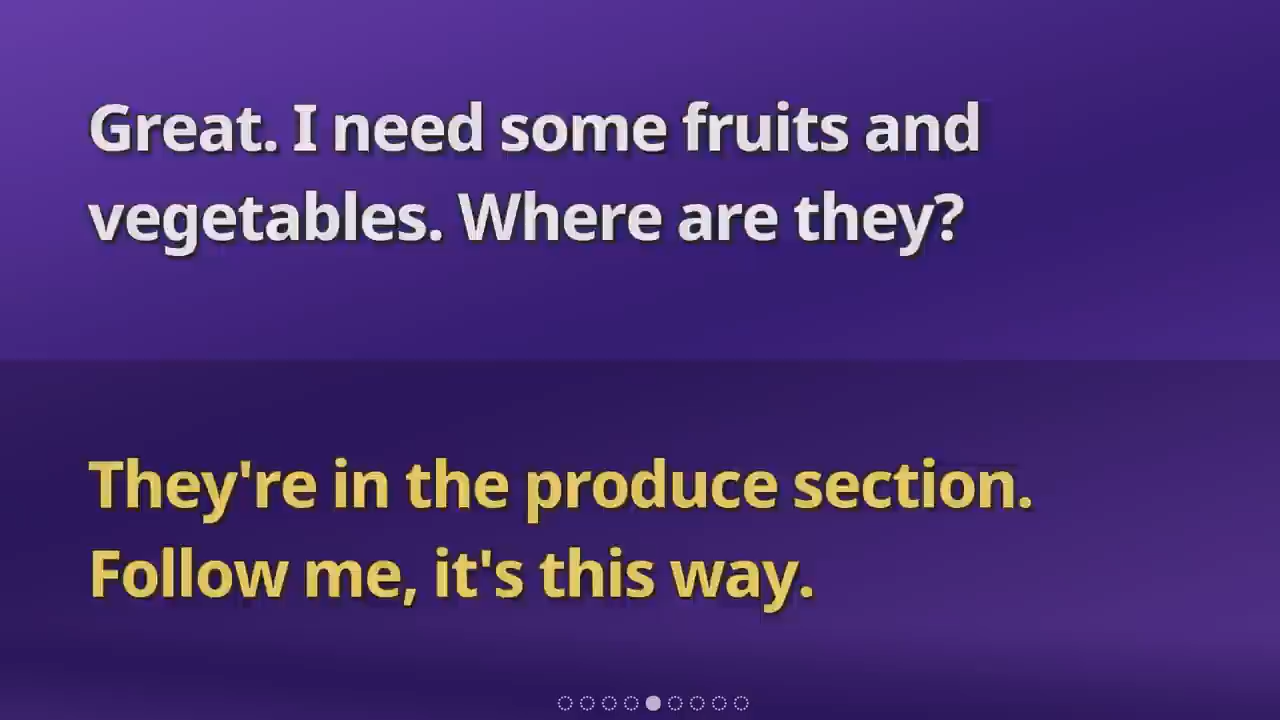 Great. I need some fruits and
vegetables. Where are they?
They're in the produce section.
Follow me, it's this way.